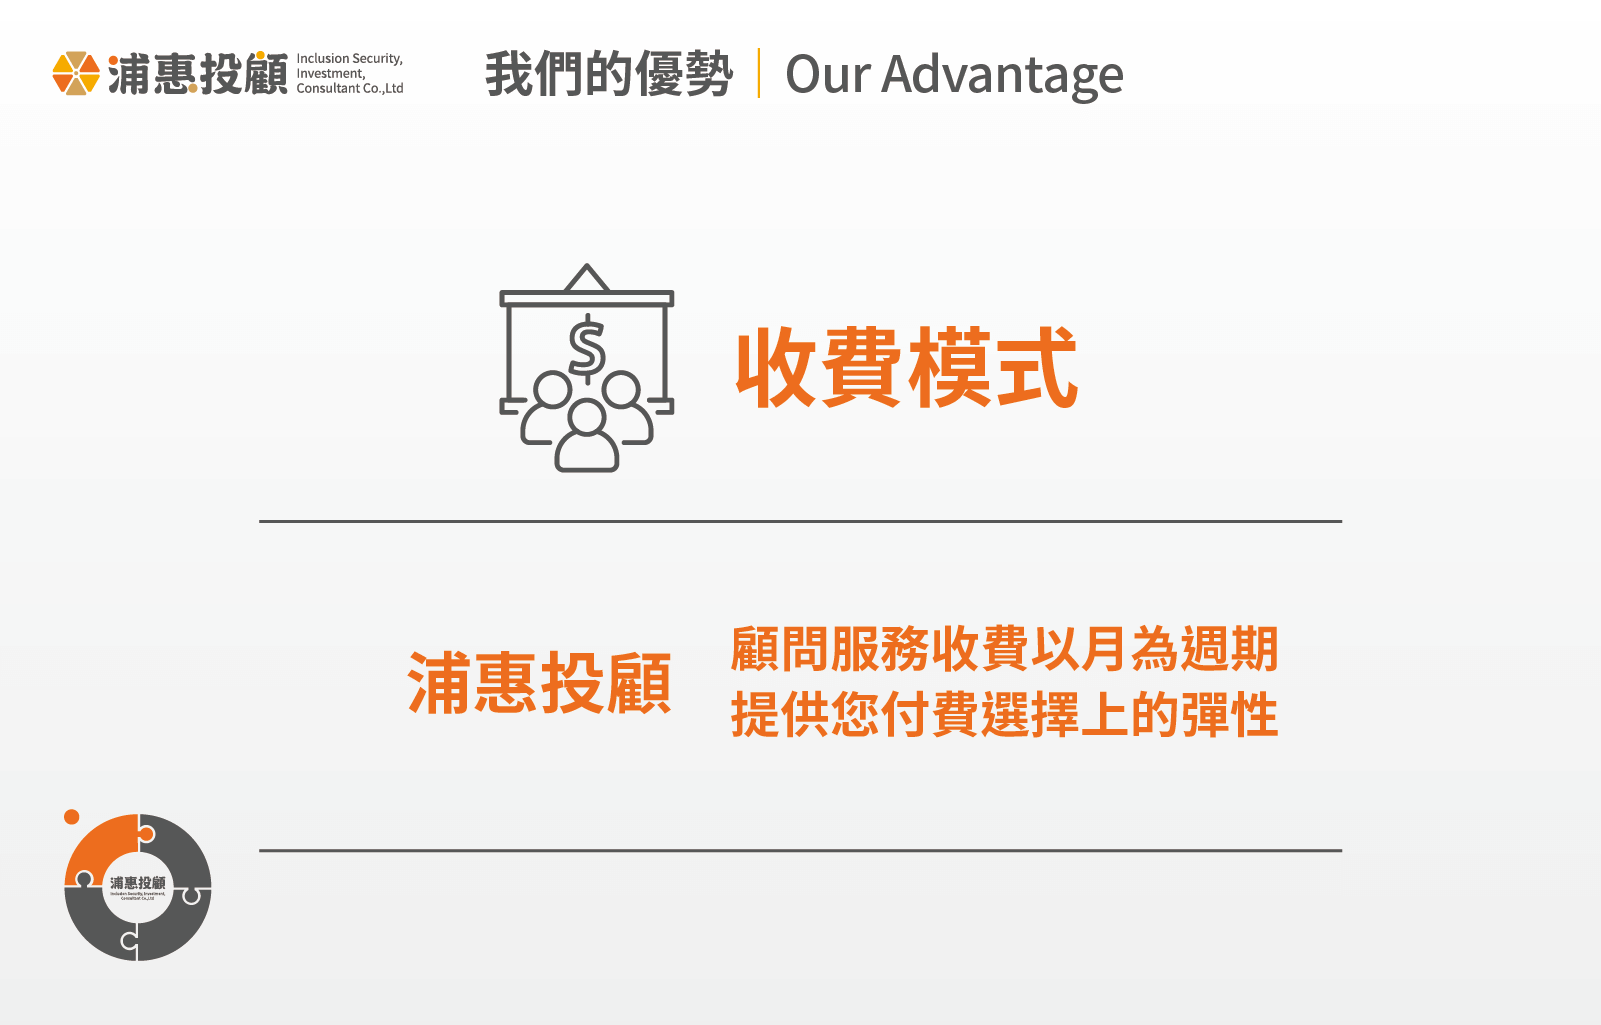 浦惠投顧
Inclusion Security,
Investment,
Consultant Co.,Ltd
我們的優勢
Our Advantage
$
收費模式
浦惠投顧
顧問服務收費以月為週期
提供您付費選擇上的彈性
浦惠投顧
Inclusion Security, Investment,
Consultant Co.,Ltd